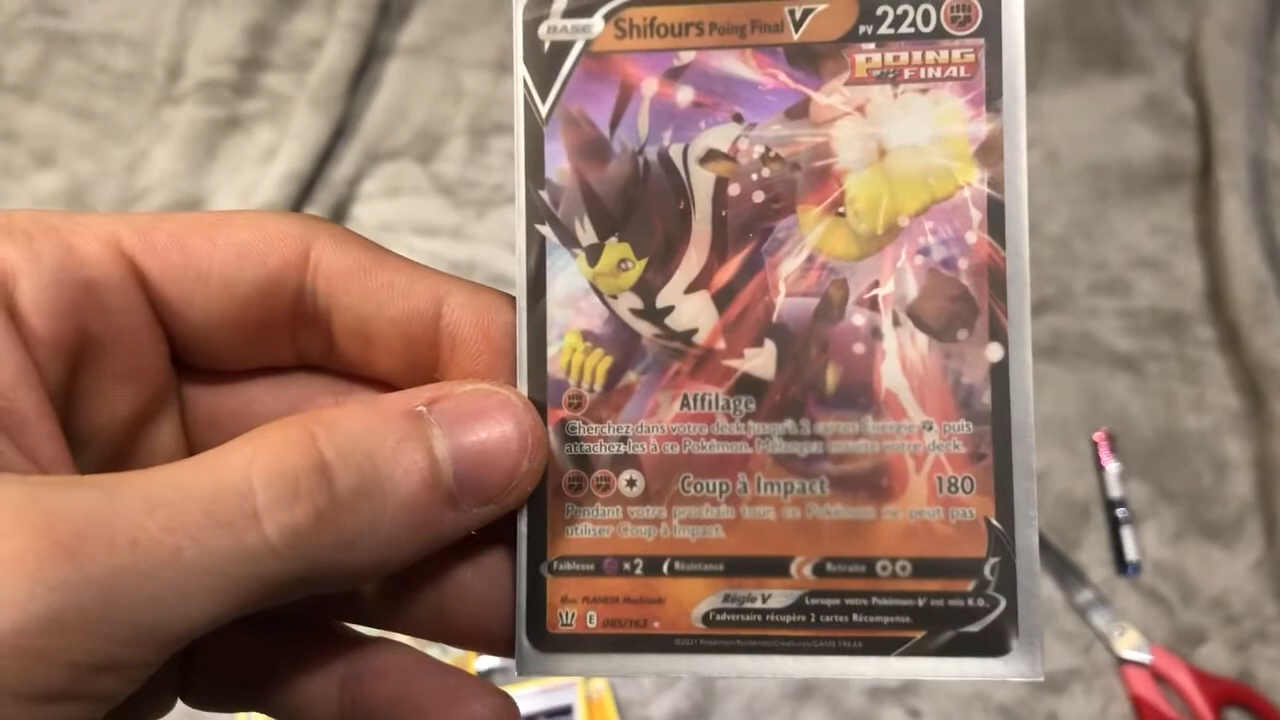 BASE Shifours Poing Final V PV 220
POING
FINAL
Affilage
Cherchez dans votre deck jusqu'à 2 cartes Énergie , puis
attachez-les à ce Pokémon. Mélangez ensuite votre deck.
Coup à Impact 180
Pendant votre prochain tour, ce Pokémon ne peut pas
utiliser Coup à Impact.
Faiblesse ×2 Résistance Retraite
Illus. PLANETA Mochizuki
Règle V Lorsque votre Pokémon-V est mis K.O.,
l'adversaire récupère 2 cartes Récompense.
E 085/163
©2021 Pokémon/Nintendo/Creatures/GAME FREAK